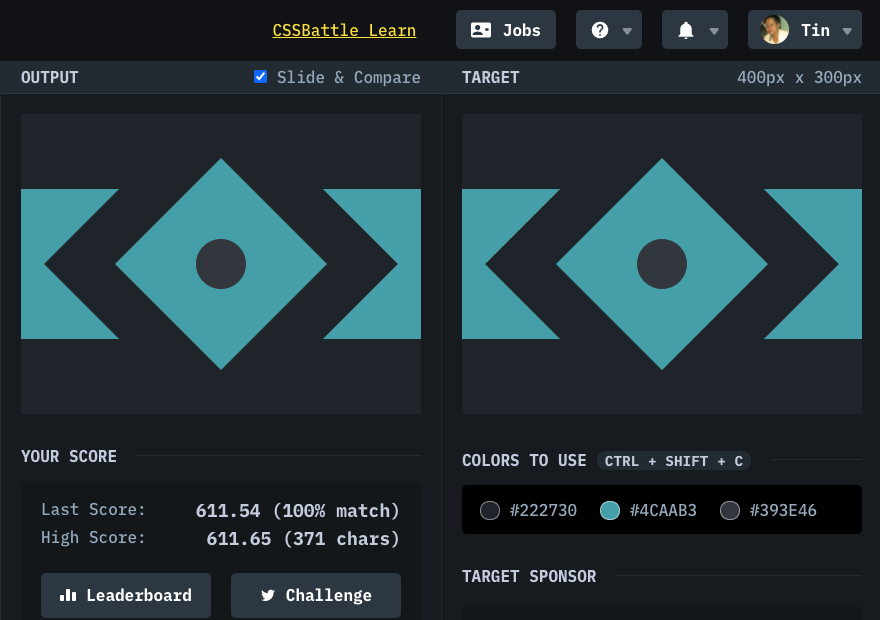 CSSBattle Learn
Jobs
?
Tin
OUTPUT
Slide & Compare
TARGET
400px x 300px
YOUR SCORE
Last Score: 611.54 (100% match)
High Score: 611.65 (371 chars)
Leaderboard
Challenge
COLORS TO USE
CTRL + SHIFT + C
#222730
#4CAAB3
#393E46
TARGET SPONSOR